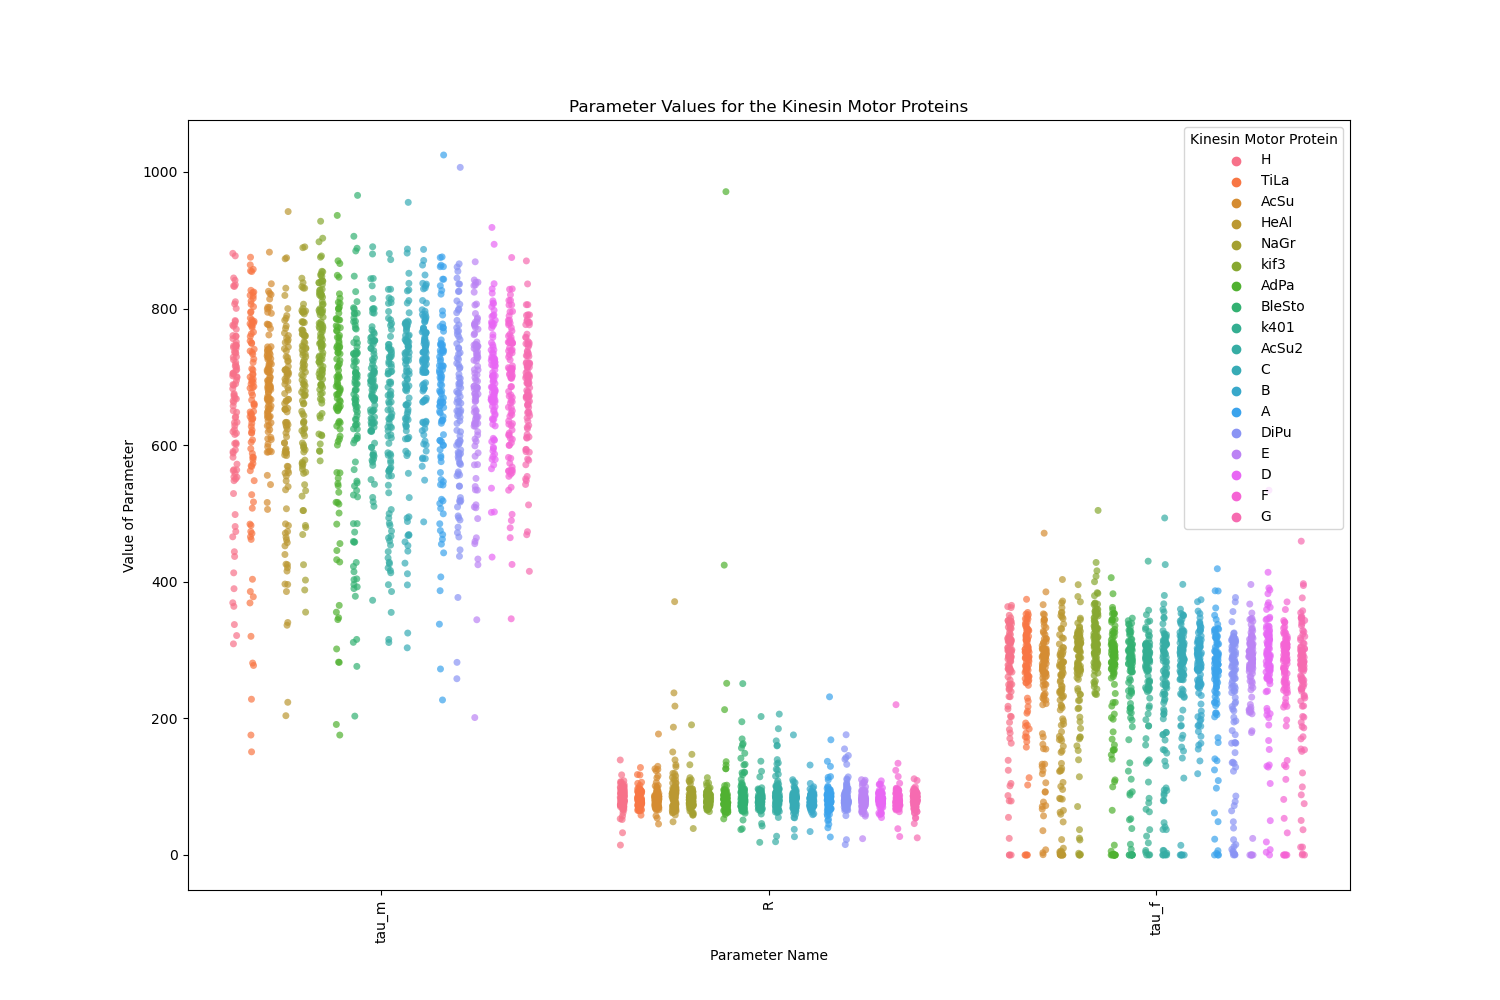 Parameter Values for the Kinesin Motor Proteins
Kinesin Motor Protein
H
TiLa
AcSu
HeAl
NaGr
kif3
AdPa
BleSto
k401
AcSu2
C
B
A
DiPu
E
D
F
G
Value of Parameter
1000
800
600
400
200
0
tau_m
R
tau_f
Parameter Name